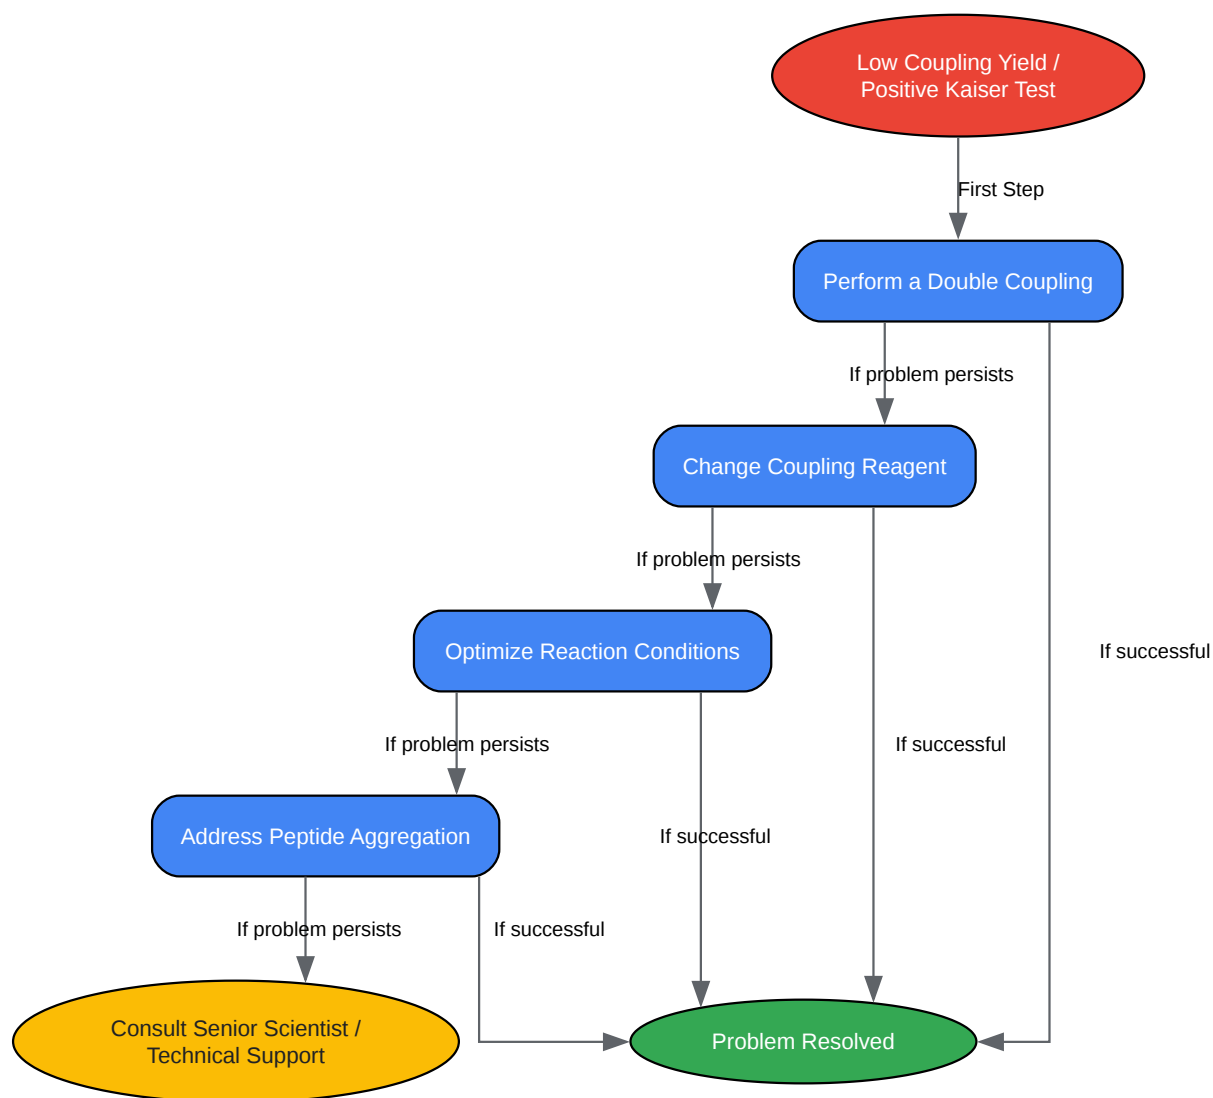 Low Coupling Yield /
Positive Kaiser Test
First Step
Perform a Double Coupling
If problem persists
Change Coupling Reagent
If problem persists
Optimize Reaction Conditions
If successful
If problem persists
If successful
Address Peptide Aggregation
If successful
If problem persists
If successful
Consult Senior Scientist /
Technical Support
Problem Resolved